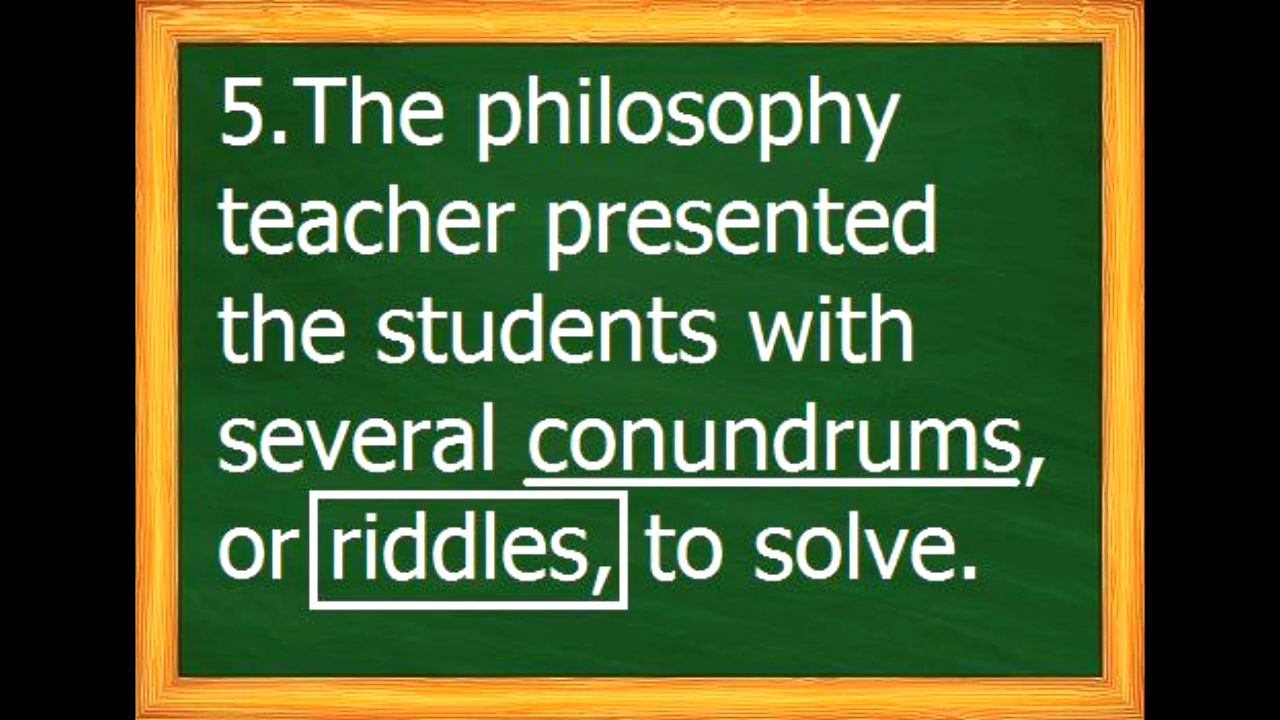 5.The philosophy
teacher presented
the students with
several conundrums,
or riddles, to solve.